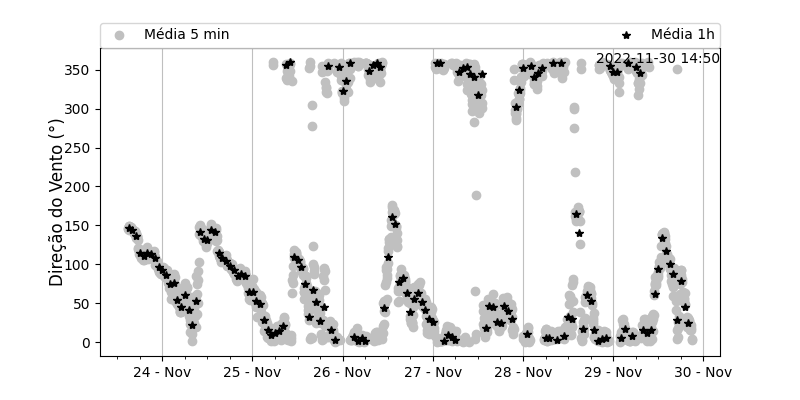 Média 5 min
Média 1h
2022-11-30 14:50
Direção do Vento (°)
350
300
250
200
150
100
50
0
24 - Nov
25 - Nov
26 - Nov
27 - Nov
28 - Nov
29 - Nov
30 - Nov